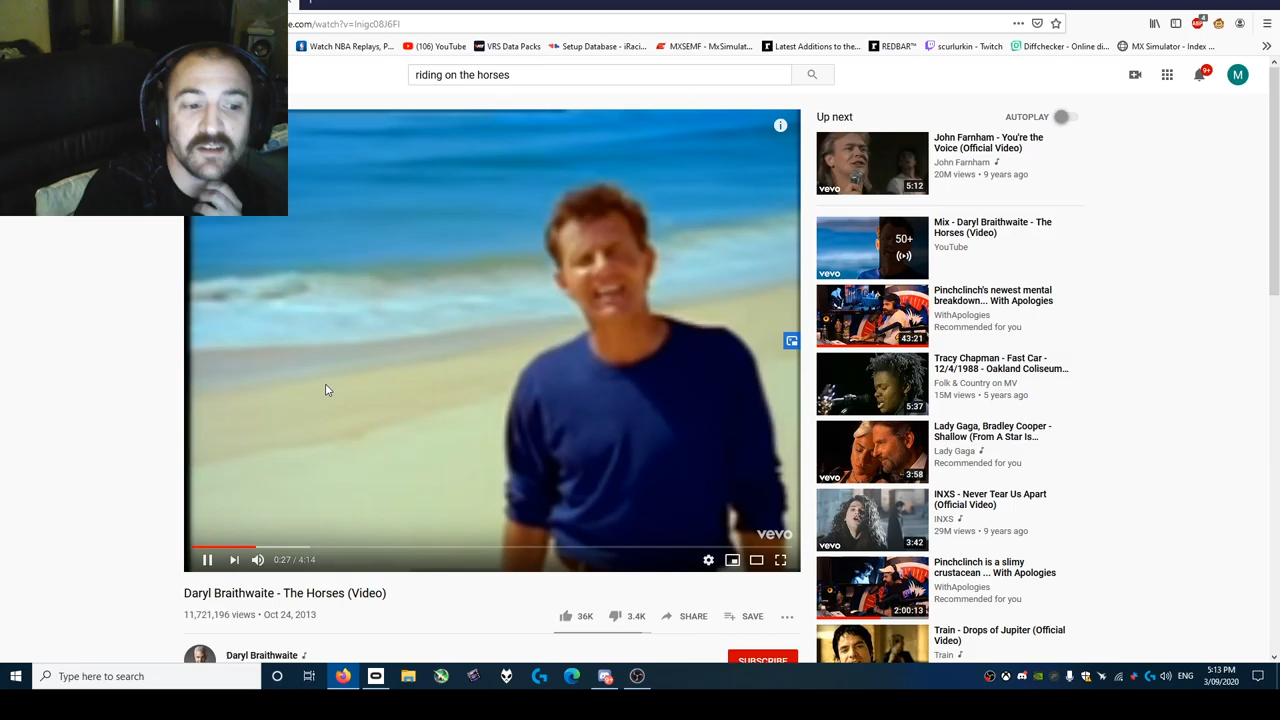 e.com/watch?v=Inigc08J6FI
Watch NBA Replays, P...
(106) YouTube
VRS Data Packs
Setup Database - iRaci...
MXSEMF - MxSimulat...
Latest Additions to the...
REDBAR™
scurlurkin - Twitch
Diffchecker - Online di...
MX Simulator - Index ...
riding on the horses
9+
M
Up next
AUTOPLAY
John Farnham - You're the
Voice (Official Video)
John Farnham
20M views • 9 years ago
vevo
5:12
Mix - Daryl Braithwaite - The
Horses (Video)
YouTube
50+
vevo
Pinchclinch's newest mental
breakdown... With Apologies
WithApologies
Recommended for you
43:21
Tracy Chapman - Fast Car -
12/4/1988 - Oakland Coliseum...
Folk & Country on MV
15M views • 5 years ago
5:37
Lady Gaga, Bradley Cooper -
Shallow (From A Star Is...
Lady Gaga
Recommended for you
vevo
3:58
INXS - Never Tear Us Apart
(Official Video)
INXS
29M views • 9 years ago
vevo
3:42
Pinchclinch is a slimy
crustacean ... With Apologies
WithApologies
Recommended for you
2:00:13
Train - Drops of Jupiter (Official
Video)
Train
vevo
0:27 / 4:14
Daryl Braithwaite - The Horses (Video)
11,721,196 views • Oct 24, 2013
36K
3.4K
SHARE
SAVE
Daryl Braithwaite
SUBSCRIBE
Type here to search
ENG
5:13 PM
3/09/2020